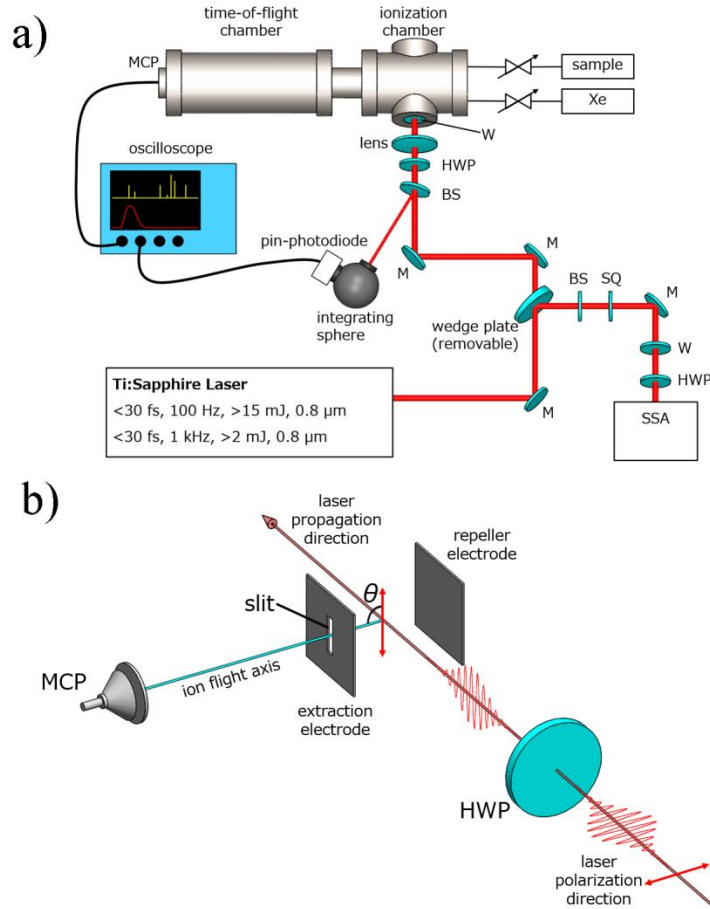 a)
time-of-flight
chamber
ionization
chamber
MCP
sample
Xe
W
lens
HWP
BS
oscilloscope
pin-photodiode
integrating
sphere
M
M
wedge plate
(removable)
BS
SQ
M
W
HWP
SSA
M
Ti:Sapphire Laser
<30 fs, 100 Hz, >15 mJ, 0.8 µm
<30 fs, 1 kHz, >2 mJ, 0.8 µm
b)
laser
propagation
direction
repeller
electrode
θ
slit
MCP
ion flight axis
extraction
electrode
HWP
laser
polarization
direction